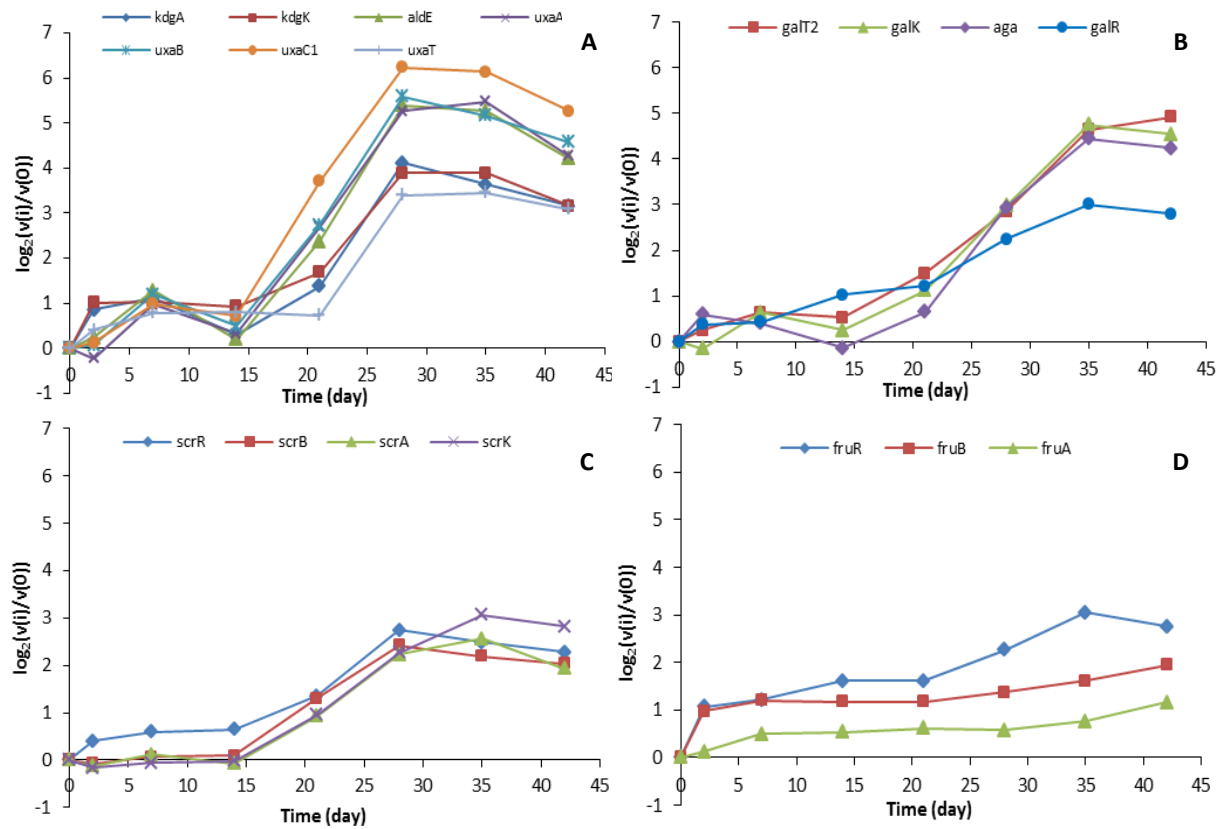 kdgA kdgK aldE uxaA
uxaB uxaC1 uxaT
A
7
6
5
4
3
2
1
0
-1
log₂(v(i)/v(0))
0 5 10 15 20 25 30 35 40 45
Time (day)
galT2 galK aga galR
B
7
6
5
4
3
2
1
0
-1
log₂(v(i)/v(0))
0 5 10 15 20 25 30 35 40 45
Time (day)
scrR scrB scrA scrK
C
7
6
5
4
3
2
1
0
-1
log₂(v(i)/v(0))
0 5 10 15 20 25 30 35 40 45
Time (day)
fruR fruB fruA
D
7
6
5
4
3
2
1
0
-1
log₂(v(i)/v(0))
0 5 10 15 20 25 30 35 40 45
Time (day)